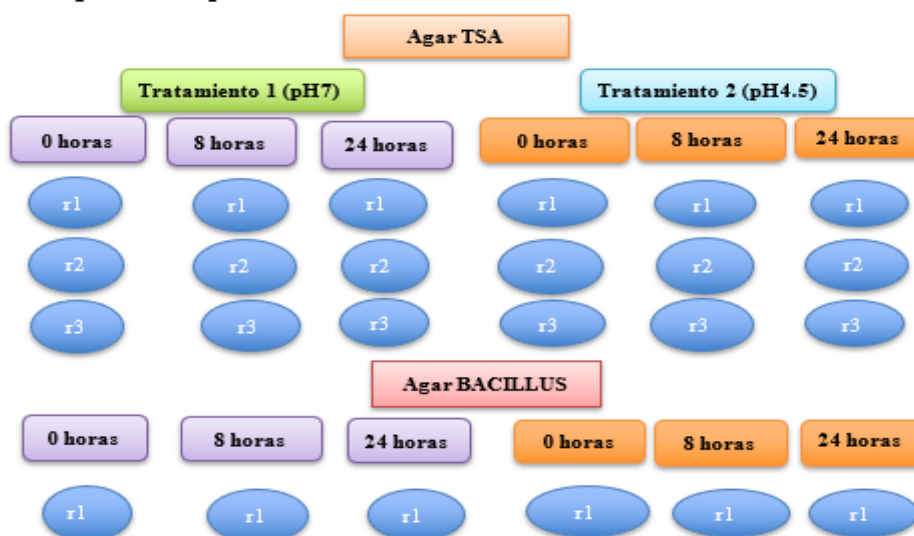 Agar TSA
Tratamiento 1 (pH7) Tratamiento 2 (pH4.5)
0 horas 8 horas 24 horas 0 horas 8 horas 24 horas
r1 r1 r1 r1 r1 r1
r2 r2 r2 r2 r2 r2
r3 r3 r3 r3 r3 r3
Agar BACILLUS
0 horas 8 horas 24 horas 0 horas 8 horas 24 horas
r1 r1 r1 r1 r1 r1